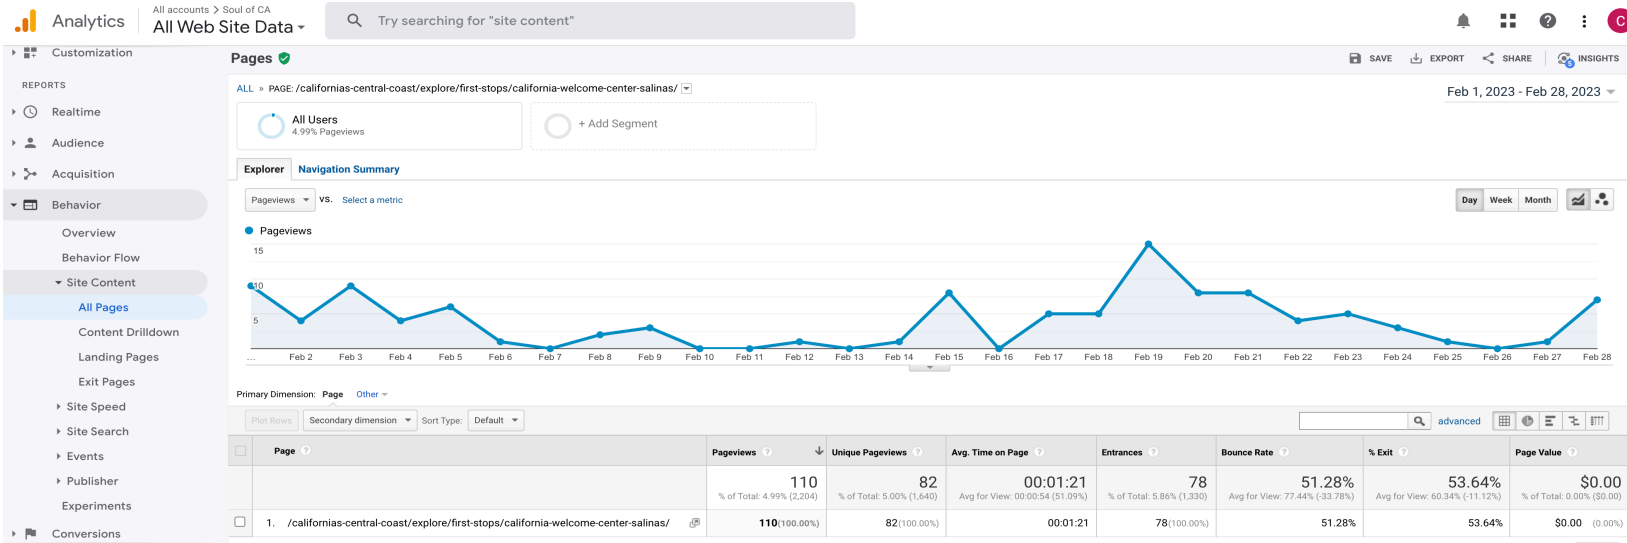 Analytics
All accounts > Soul of CA
All Web Site Data
Try searching for "site content"
C
Customization
REPORTS
Realtime
Audience
Acquisition
Behavior
Overview
Behavior Flow
Site Content
All Pages
Content Drilldown
Landing Pages
Exit Pages
Site Speed
Site Search
Events
Publisher
Experiments
Conversions
Pages
SAVE EXPORT SHARE 5 INSIGHTS
ALL » PAGE: /californias-central-coast/explore/first-stops/california-welcome-center-salinas/
Feb 1, 2023 - Feb 28, 2023
All Users
4.99% Pageviews
+ Add Segment
Explorer Navigation Summary
Pageviews VS. Select a metric
Day Week Month
Pageviews
15
10
5
... Feb 2 Feb 3 Feb 4 Feb 5 Feb 6 Feb 7 Feb 8 Feb 9 Feb 10 Feb 11 Feb 12 Feb 13 Feb 14 Feb 15 Feb 16 Feb 17 Feb 18 Feb 19 Feb 20 Feb 21 Feb 22 Feb 23 Feb 24 Feb 25 Feb 26 Feb 27 Feb 28
Primary Dimension: Page Other
Plot Rows Secondary dimension Sort Type: Default advanced
Page ? Pageviews ? Unique Pageviews ? Avg. Time on Page ? Entrances ? Bounce Rate ? % Exit ? Page Value ?
110 82 00:01:21 78 51.28% 53.64% $0.00
% of Total: 4.99% (2,204) % of Total: 5.00% (1,640) Avg for View: 00:00:54 (51.09%) % of Total: 5.86% (1,330) Avg for View: 77.44% (-33.78%) Avg for View: 60.34% (-11.12%) % of Total: 0.00% ($0.00)
1. /californias-central-coast/explore/first-stops/california-welcome-center-salinas/ 110(100.00%) 82(100.00%) 00:01:21 78(100.00%) 51.28% 53.64% $0.00 (0.00%)